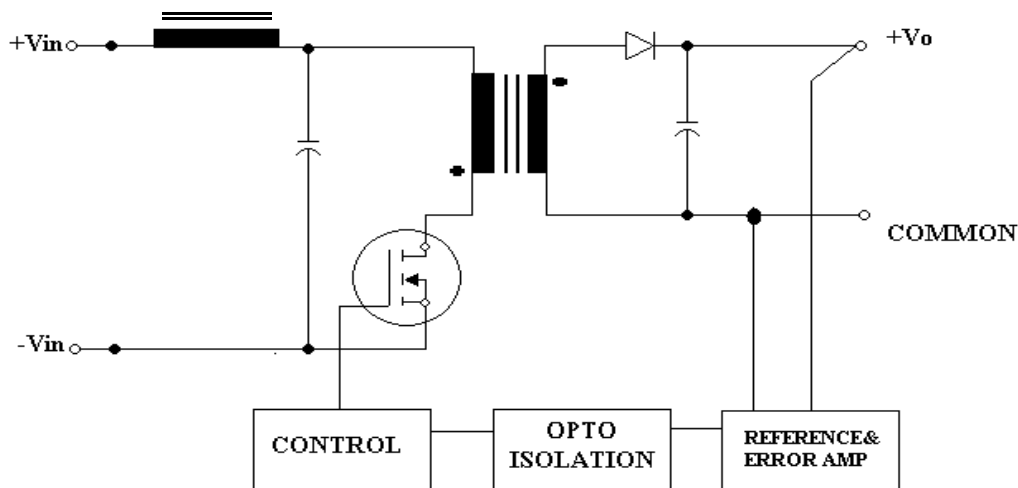 +Vin
+Vo
COMMON
-Vin
CONTROL
OPTO
ISOLATION
REFERENCE&
ERROR AMP